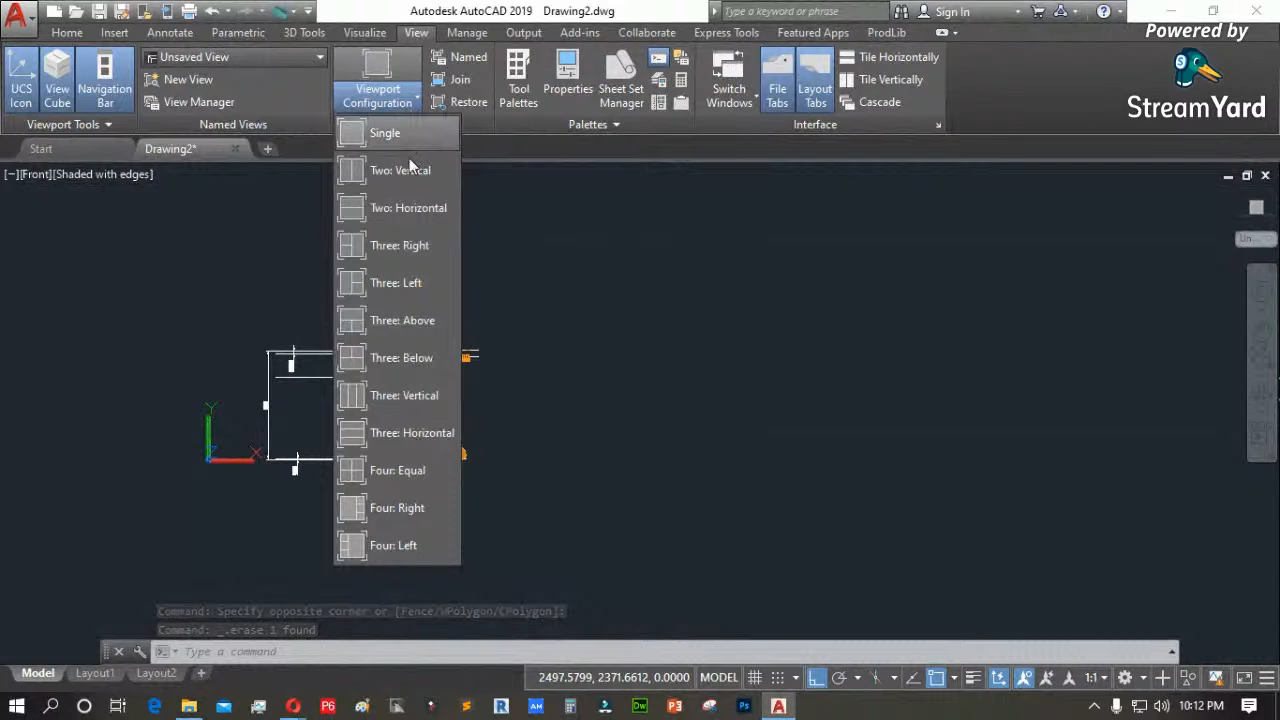 Autodesk AutoCAD 2019 Drawing2.dwg
Type a keyword or phrase
Sign In
Home Insert Annotate Parametric 3D Tools Visualize View Manage Output Add-ins Collaborate Express Tools Featured Apps ProdLib
Powered by
StreamYard
UCS
Icon
View
Cube
Navigation
Bar
Viewport Tools
Unsaved View
New View
View Manager
Named Views
Viewport
Configuration
Named
Join
Restore
Tool
Palettes
Properties
Sheet Set
Manager
Palettes
Switch
Windows
File
Tabs
Layout
Tabs
Tile Horizontally
Tile Vertically
Cascade
Interface
Start
Drawing2*
[−][Front][Shaded with edges]
Single
Two: Vertical
Two: Horizontal
Three: Right
Three: Left
Three: Above
Three: Below
Three: Vertical
Three: Horizontal
Four: Equal
Four: Right
Four: Left
Un...
Y
X
Command: Specify opposite corner or [Fence/WPolygon/CPolygon]:
Command: _.erase 1 found
Type a command
Model Layout1 Layout2
2497.5799, 2371.6612, 0.0000 MODEL
1:1
10:12 PM